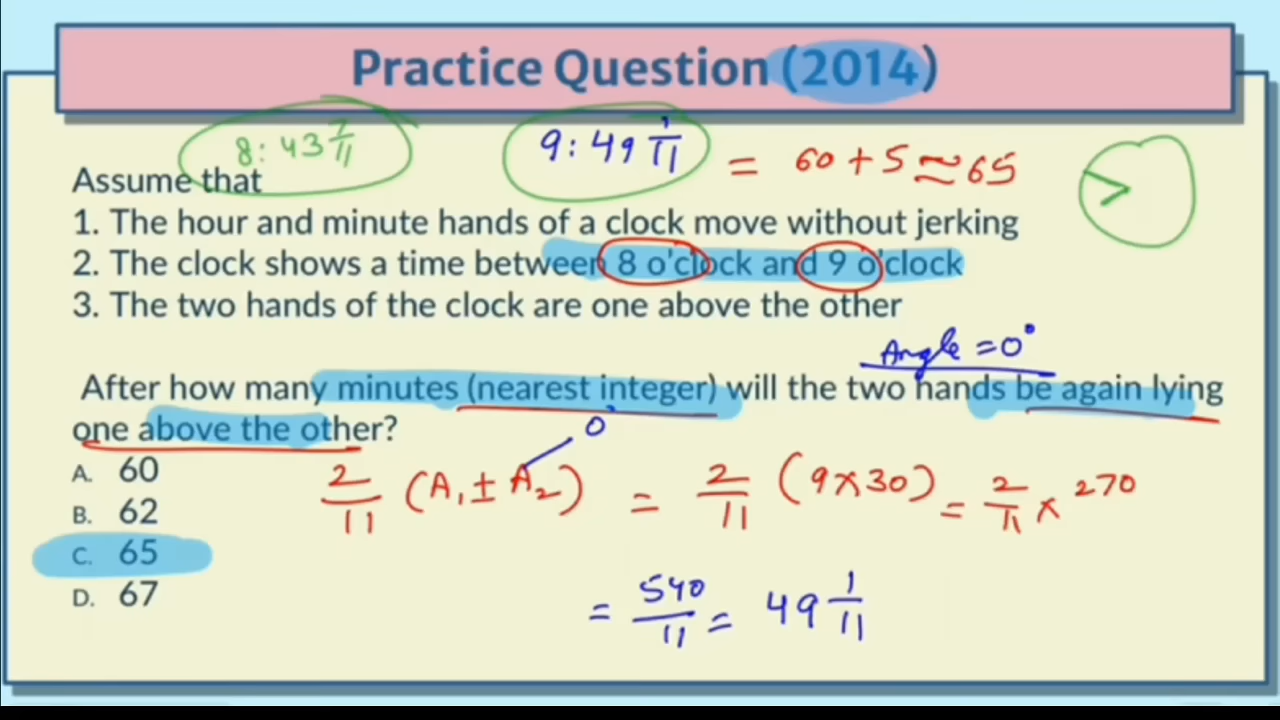 Practice Question (2014)
8 : 43 7/11
9 : 49 1/11 = 60 + 5 ≈ 65
>
Assume that
1. The hour and minute hands of a clock move without jerking
2. The clock shows a time between 8 o'clock and 9 o'clock
3. The two hands of the clock are one above the other
Angle = 0°
After how many minutes (nearest integer) will the two hands be again lying
one above the other?
0°
A. 60
B. 62
C. 65
D. 67
2/11 (A₁ ± A₂) = 2/11 (9×30) = 2/11 × 270
= 540/11 = 49 1/11